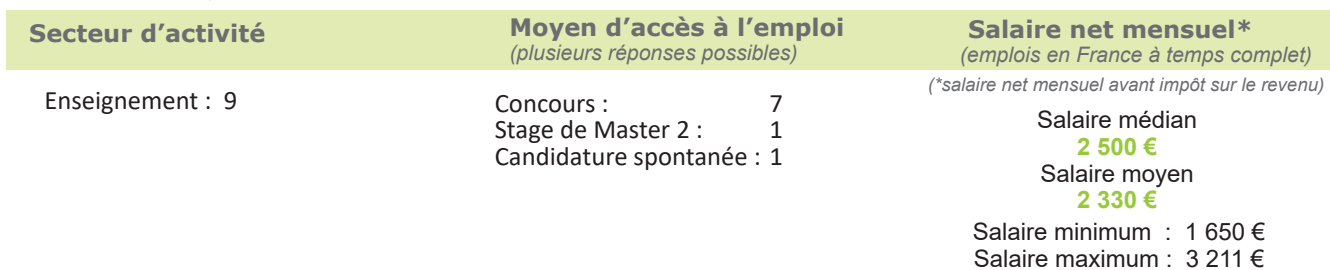 Secteur d’activité
Enseignement : 9
Moyen d’accès à l’emploi
(plusieurs réponses possibles)
Concours : 7
Stage de Master 2 : 1
Candidature spontanée : 1
Salaire net mensuel*
(emplois en France à temps complet)
(*salaire net mensuel avant impôt sur le revenu)
Salaire médian
2 500 €
Salaire moyen
2 330 €
Salaire minimum : 1 650 €
Salaire maximum : 3 211 €